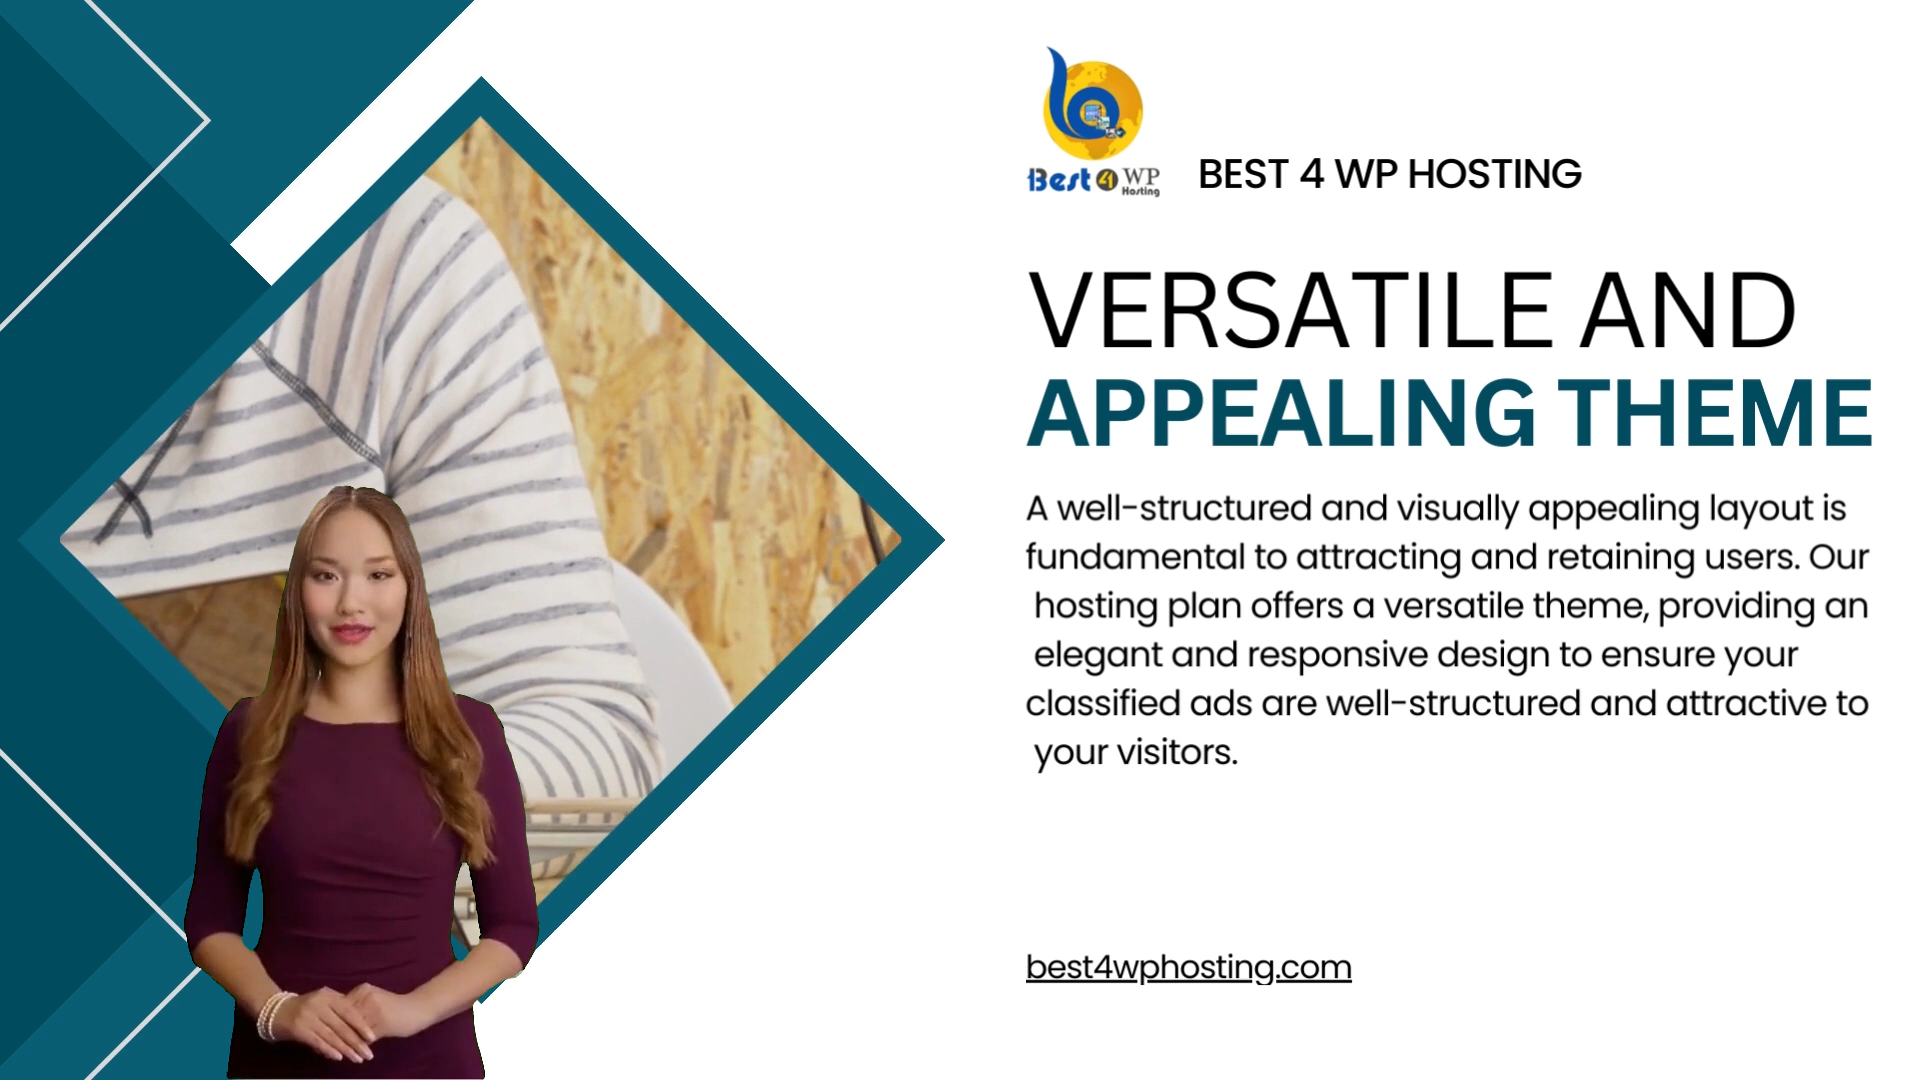 Best 4 WP
Hosting
BEST 4 WP HOSTING
VERSATILE AND
APPEALING THEME
A well-structured and visually appealing layout is
fundamental to attracting and retaining users. Our
hosting plan offers a versatile theme, providing an
elegant and responsive design to ensure your
classified ads are well-structured and attractive to
your visitors.
best4wphosting.com